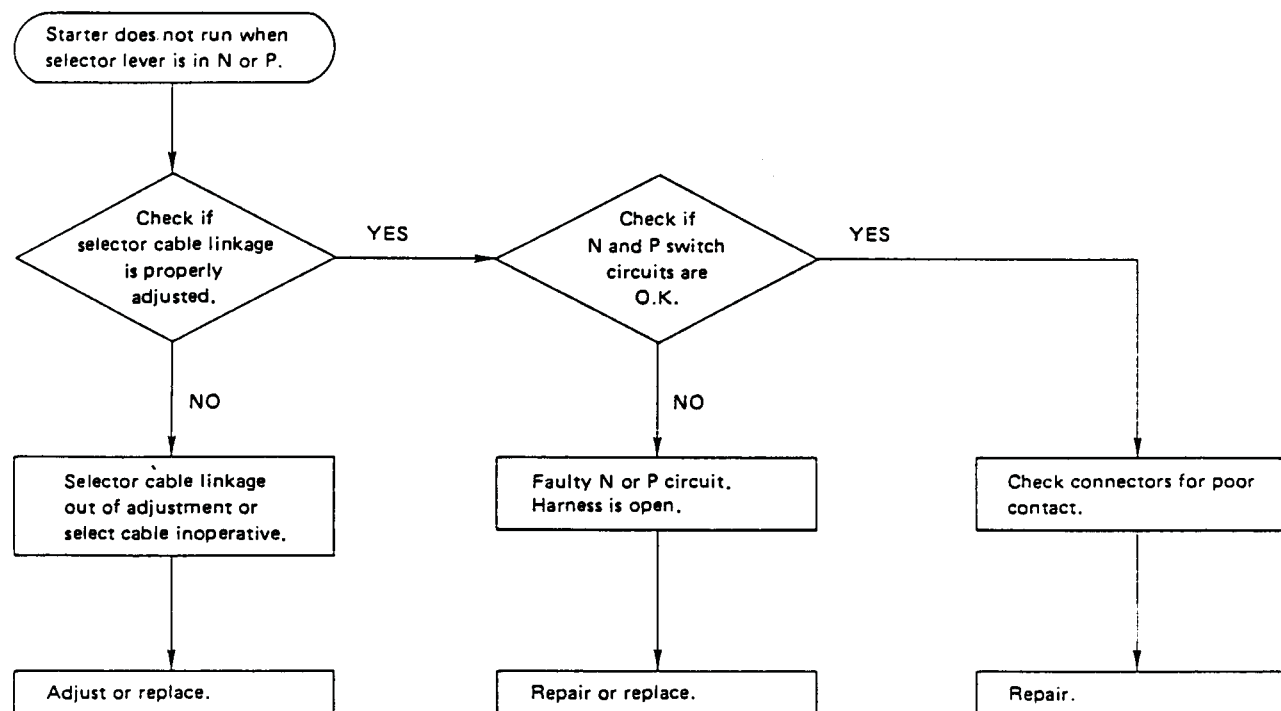 Starter does not run when
selector lever is in N or P.
Check if
selector cable linkage
is properly
adjusted.
YES
Check if
N and P switch
circuits are
O.K.
YES
NO
NO
Selector cable linkage
out of adjustment or
select cable inoperative.
Faulty N or P circuit.
Harness is open.
Check connectors for poor
contact.
Adjust or replace.
Repair or replace.
Repair.